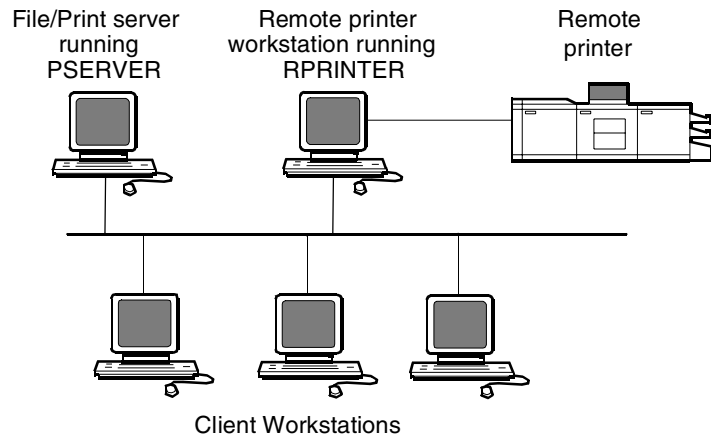 File/Print server
running
PSERVER
Remote printer
workstation running
RPRINTER
Remote
printer
Client Workstations